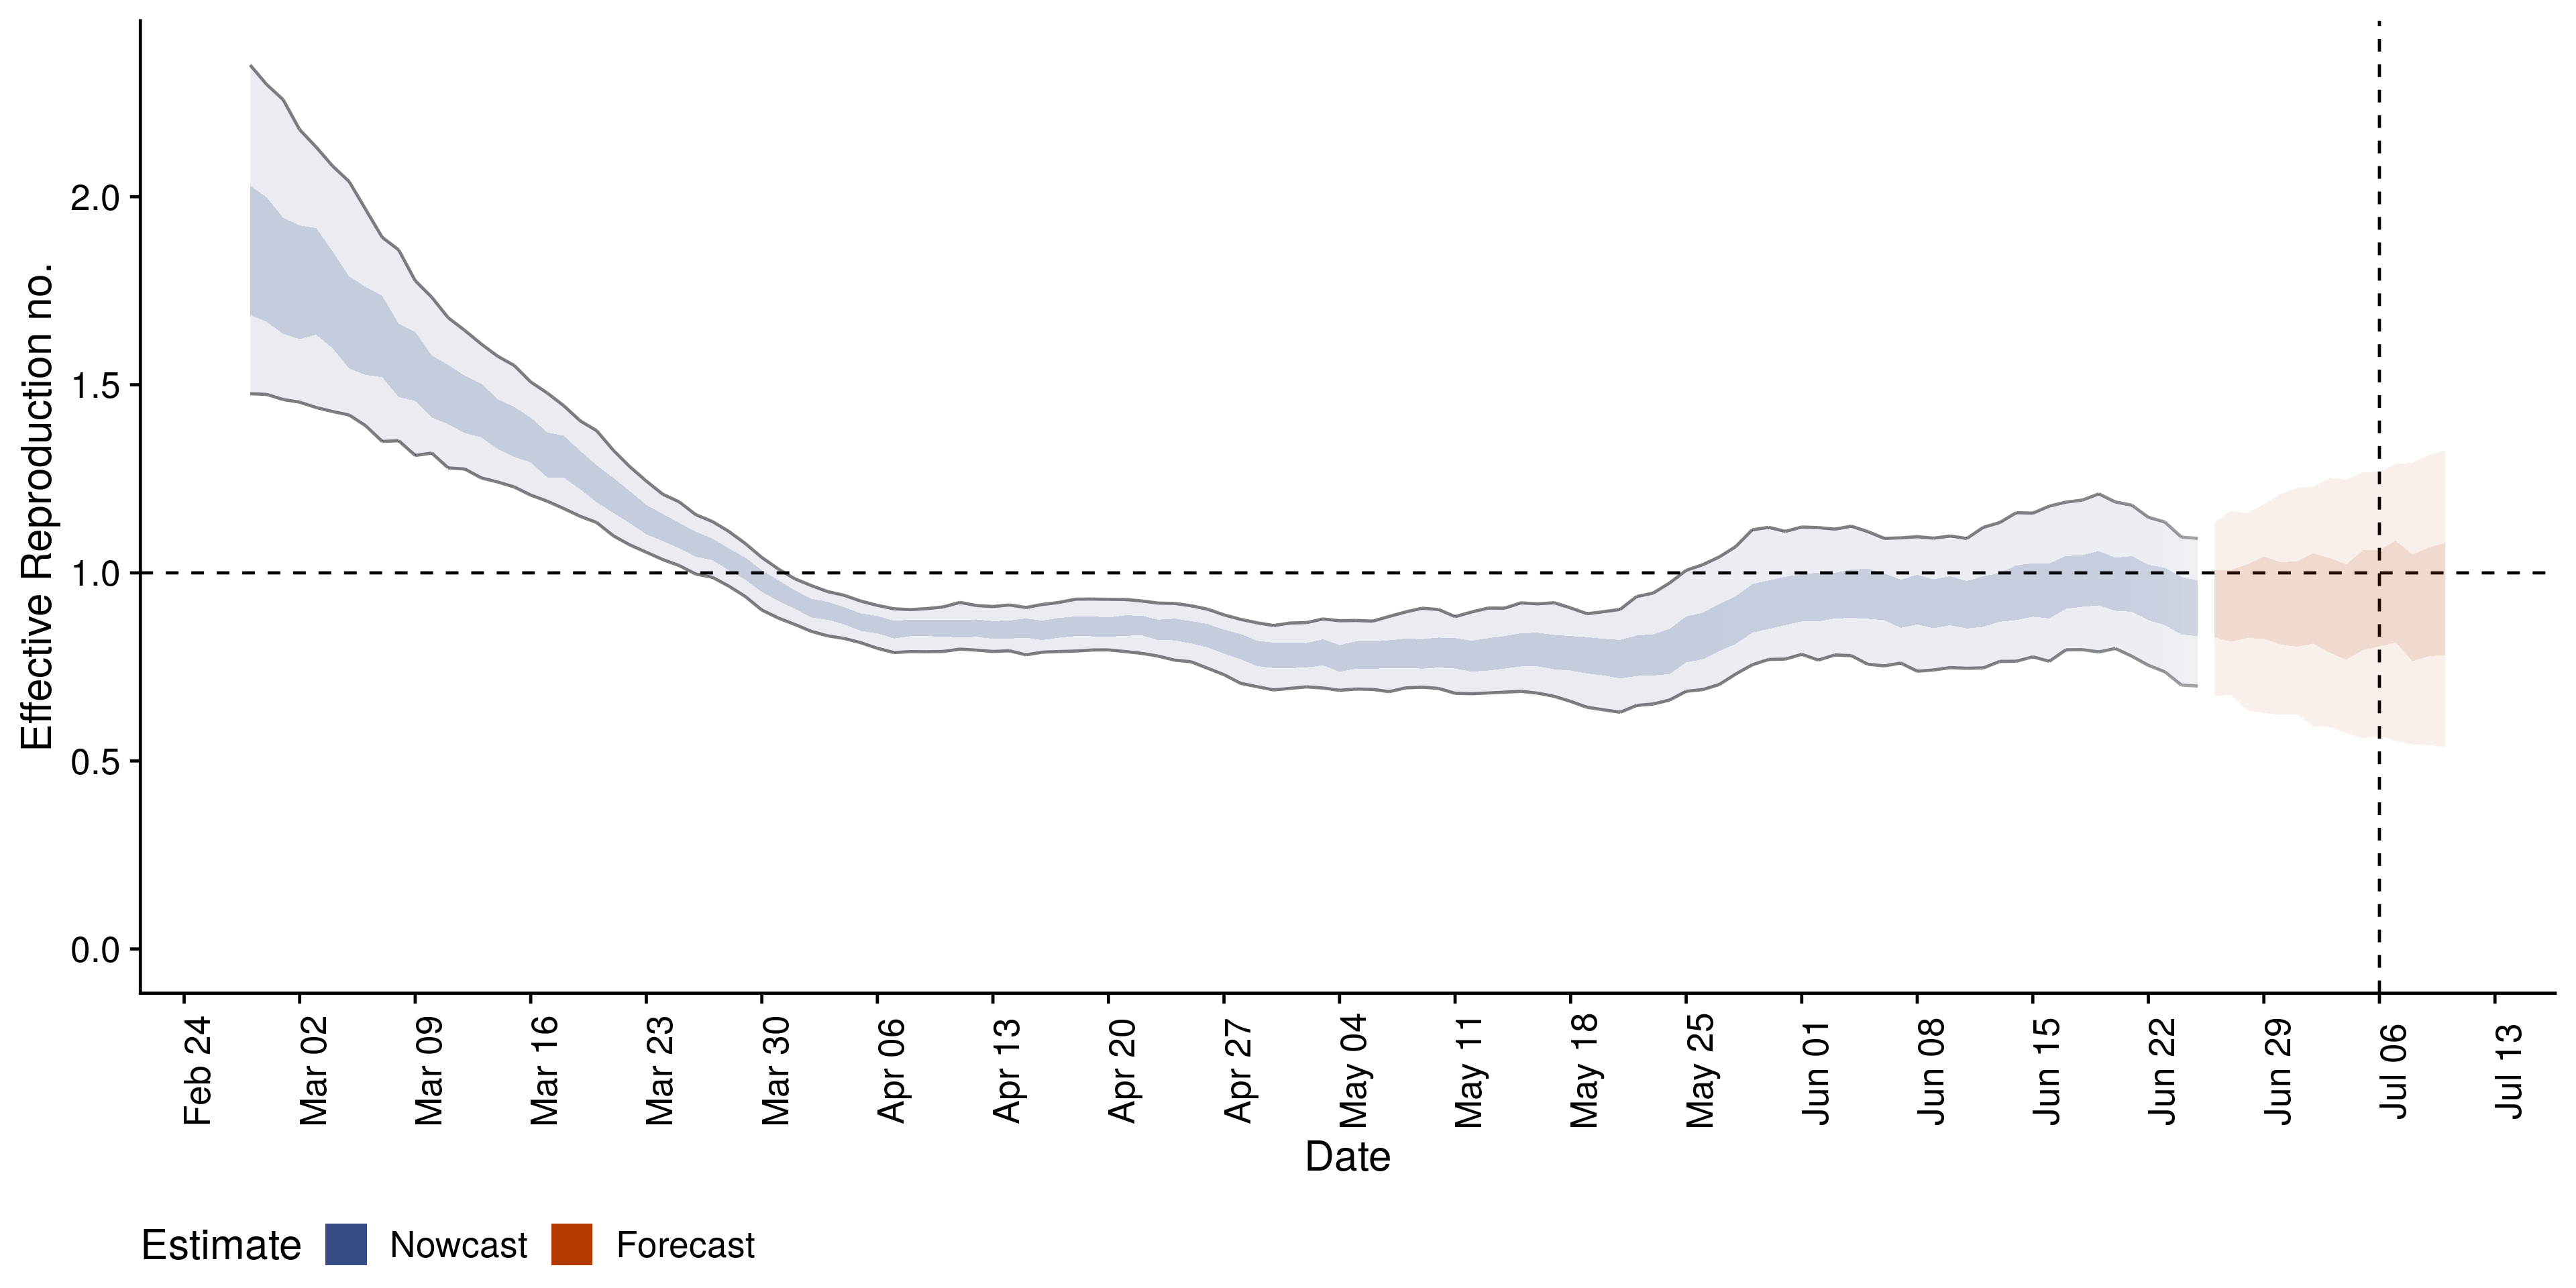 Effective Reproduction no.
2.0
1.5
1.0
0.5
0.0
Feb 24
Mar 02
Mar 09
Mar 16
Mar 23
Mar 30
Apr 06
Apr 13
Apr 20
Apr 27
May 04
May 11
May 18
May 25
Jun 01
Jun 08
Jun 15
Jun 22
Jun 29
Jul 06
Jul 13
Date
Estimate Nowcast Forecast